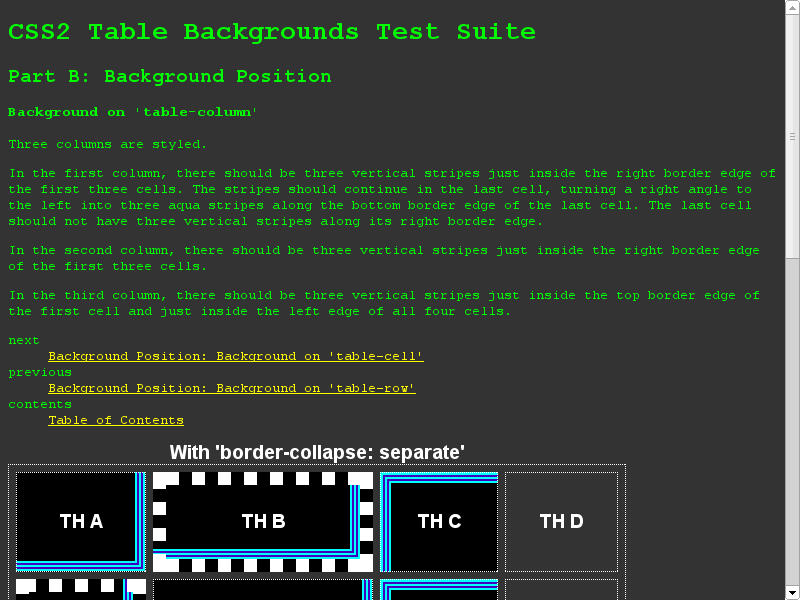 CSS2 Table Backgrounds Test Suite
Part B: Background Position
Background on 'table-column'
Three columns are styled.
In the first column, there should be three vertical stripes just inside the right border edge of
the first three cells. The stripes should continue in the last cell, turning a right angle to
the left into three aqua stripes along the bottom border edge of the last cell. The last cell
should not have three vertical stripes along its right border edge.
In the second column, there should be three vertical stripes just inside the right border edge
of the first three cells.
In the third column, there should be three vertical stripes just inside the top border edge of
the first cell and just inside the left edge of all four cells.
next
Background Position: Background on 'table-cell'
previous
Background Position: Background on 'table-row'
contents
Table of Contents
With 'border-collapse: separate'
TH A TH B TH C TH D